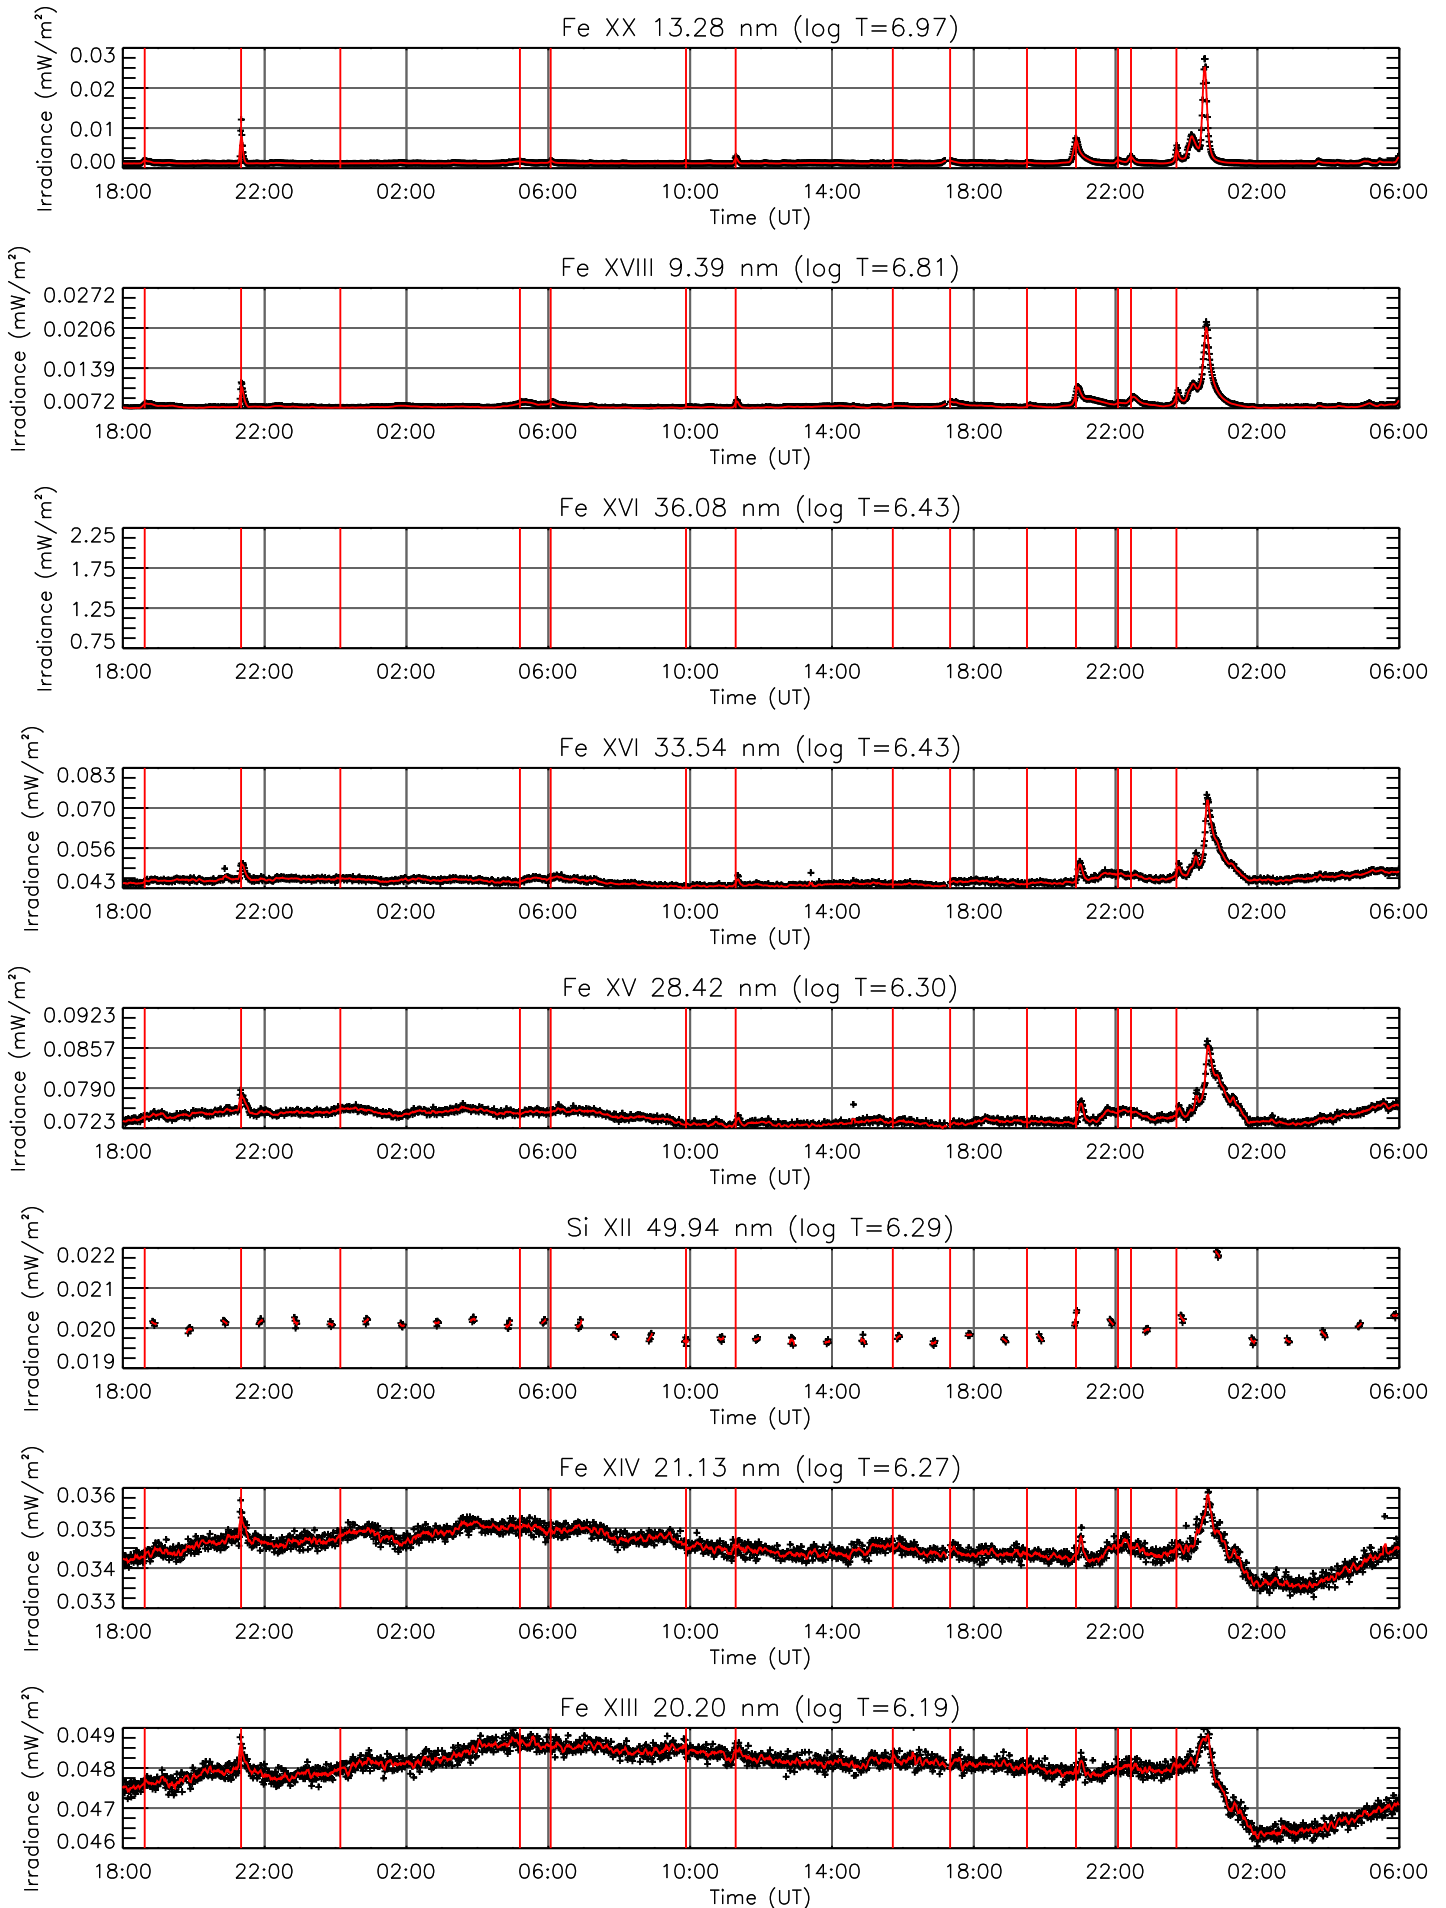 Fe XX 13.28 nm (log T=6.97)
Irradiance (mW/m²)
0.03
0.02
0.01
0.00
18:00 22:00 02:00 06:00 10:00 14:00 18:00 22:00 02:00 06:00
Time (UT)
Fe XVIII 9.39 nm (log T=6.81)
Irradiance (mW/m²)
0.0272
0.0206
0.0139
0.0072
18:00 22:00 02:00 06:00 10:00 14:00 18:00 22:00 02:00 06:00
Time (UT)
Fe XVI 36.08 nm (log T=6.43)
Irradiance (mW/m²)
2.25
1.75
1.25
0.75
18:00 22:00 02:00 06:00 10:00 14:00 18:00 22:00 02:00 06:00
Time (UT)
Fe XVI 33.54 nm (log T=6.43)
Irradiance (mW/m²)
0.083
0.070
0.056
0.043
18:00 22:00 02:00 06:00 10:00 14:00 18:00 22:00 02:00 06:00
Time (UT)
Fe XV 28.42 nm (log T=6.30)
Irradiance (mW/m²)
0.0923
0.0857
0.0790
0.0723
18:00 22:00 02:00 06:00 10:00 14:00 18:00 22:00 02:00 06:00
Time (UT)
Si XII 49.94 nm (log T=6.29)
Irradiance (mW/m²)
0.022
0.021
0.020
0.019
18:00 22:00 02:00 06:00 10:00 14:00 18:00 22:00 02:00 06:00
Time (UT)
Fe XIV 21.13 nm (log T=6.27)
Irradiance (mW/m²)
0.036
0.035
0.034
0.033
18:00 22:00 02:00 06:00 10:00 14:00 18:00 22:00 02:00 06:00
Time (UT)
Fe XIII 20.20 nm (log T=6.19)
Irradiance (mW/m²)
0.049
0.048
0.047
0.046
18:00 22:00 02:00 06:00 10:00 14:00 18:00 22:00 02:00 06:00
Time (UT)